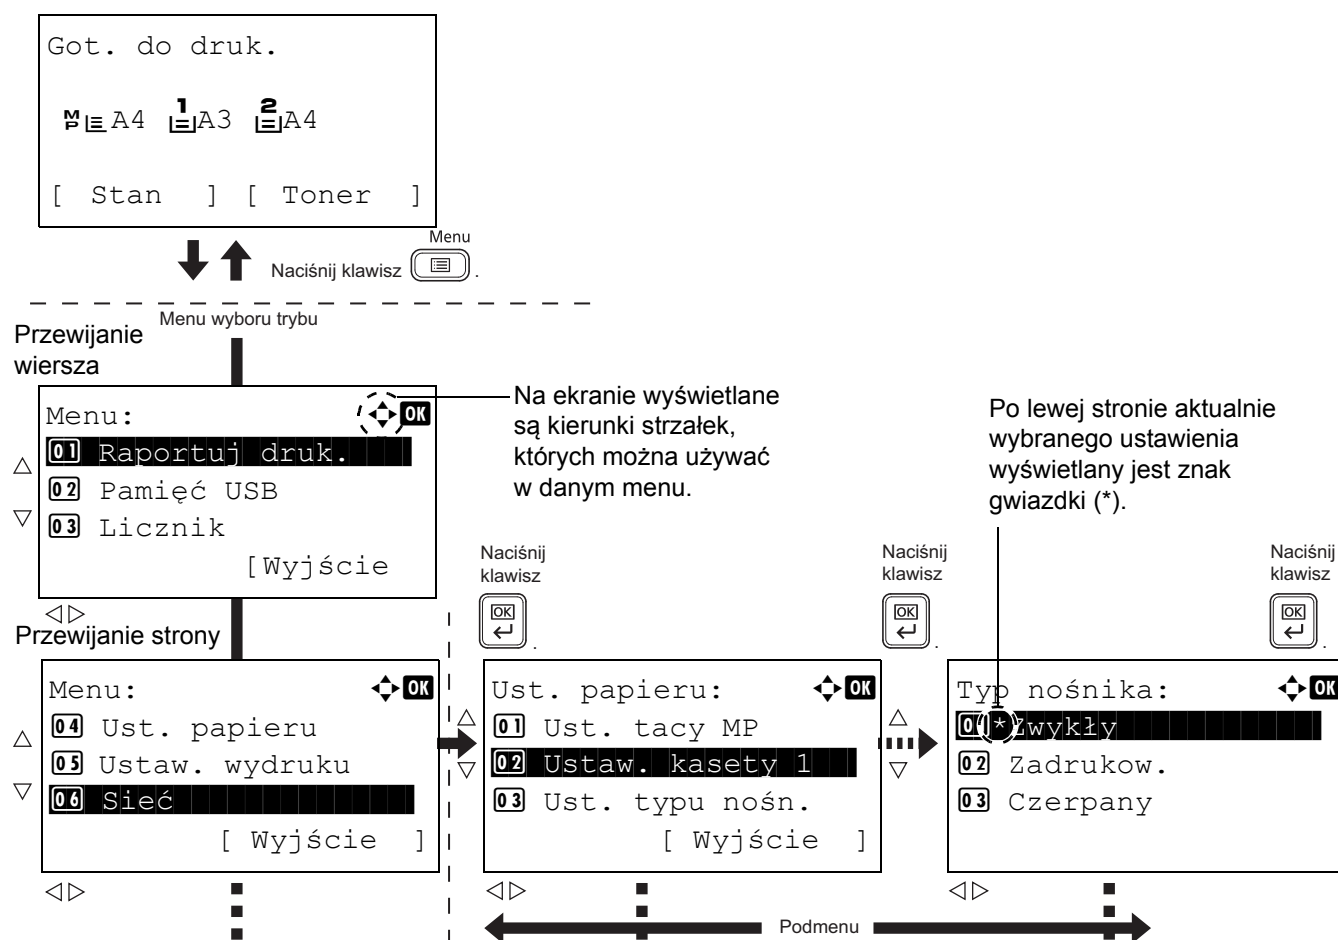 Got. do druk.
MP A4 1 A3 2 A4
[ Stan ] [ Toner ]
Menu
Naciśnij klawisz .
Menu wyboru trybu
Przewijanie
wiersza
Menu: OK
01 Raportuj druk.
02 Pamięć USB
03 Licznik
[Wyjście
Na ekranie wyświetlane
są kierunki strzałek,
których można używać
w danym menu.
Po lewej stronie aktualnie
wybranego ustawienia
wyświetlany jest znak
gwiazdki (*).
Przewijanie strony
Menu: OK
04 Ust. papieru
05 Ustaw. wydruku
06 Sieć
[ Wyjście ]
Naciśnij
klawisz
OK
.
Ust. papieru: OK
01 Ust. tacy MP
02 Ustaw. kasety 1
03 Ust. typu nośn.
[ Wyjście ]
Naciśnij
klawisz
OK
.
Typ nośnika: OK
01 *Zwykły
02 Zadrukow.
03 Czerpany
Naciśnij
klawisz
OK
.
Podmenu